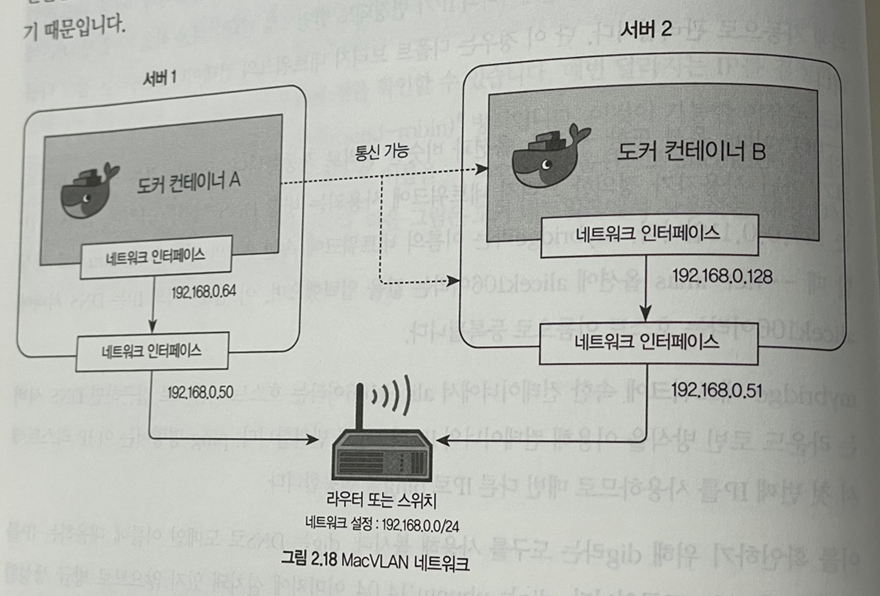 기 때문입니다.
서버 1
서버 2
도커 컨테이너 A
통신 가능
도커 컨테이너 B
네트워크 인터페이스
네트워크 인터페이스
192.168.0.64
192.168.0.128
네트워크 인터페이스
네트워크 인터페이스
192.168.0.50
192.168.0.51
라우터 또는 스위치
네트워크 설정 : 192.168.0.0/24
그림 2.18 MacVLAN 네트워크